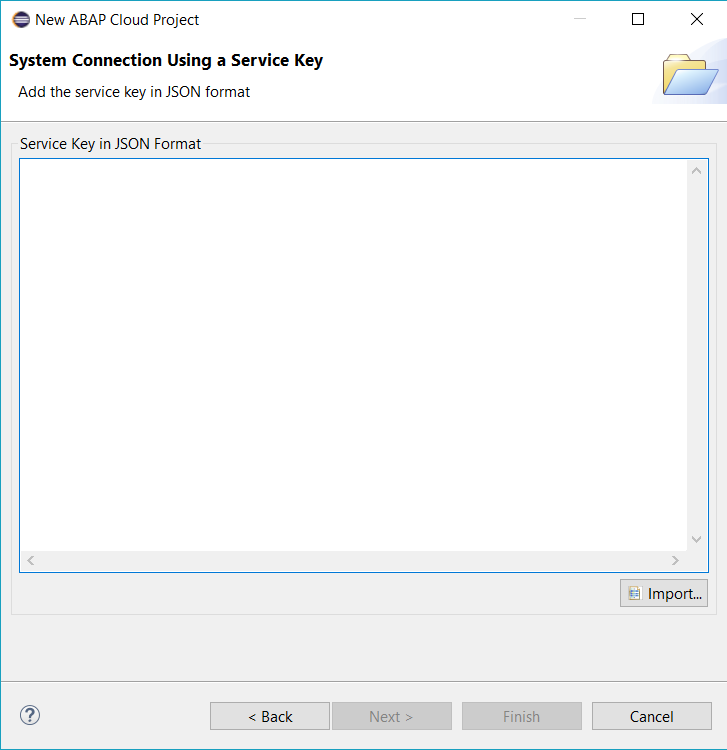 New ABAP Cloud Project
System Connection Using a Service Key
Add the service key in JSON format
Service Key in JSON Format
Import...
?
< Back
Next >
Finish
Cancel